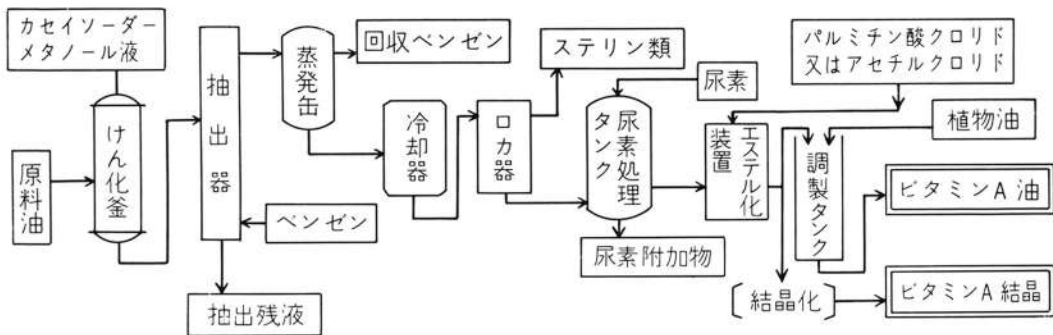 カセイソーダー
メタノール液
原料油
けん化釜
抽出器
抽出残液
ベンゼン
蒸発缶
回収ベンゼン
冷却器
ロカ器
ステリン類
尿素
尿素処理
タンク
尿素附加物
パルミチン酸クロリド
又はアセチルクロリド
エステル化
装置
植物油
調製タンク
〔結晶化〕
ビタミンA油
ビタミンA結晶